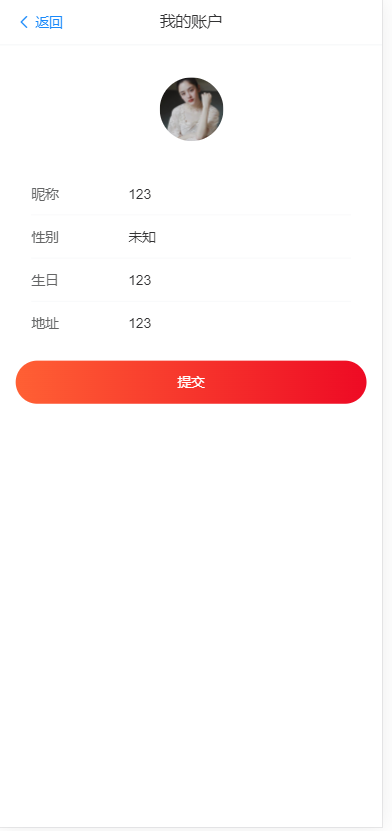 返回 我的账户
昵称 123
性别 未知
生日 123
地址 123
提交